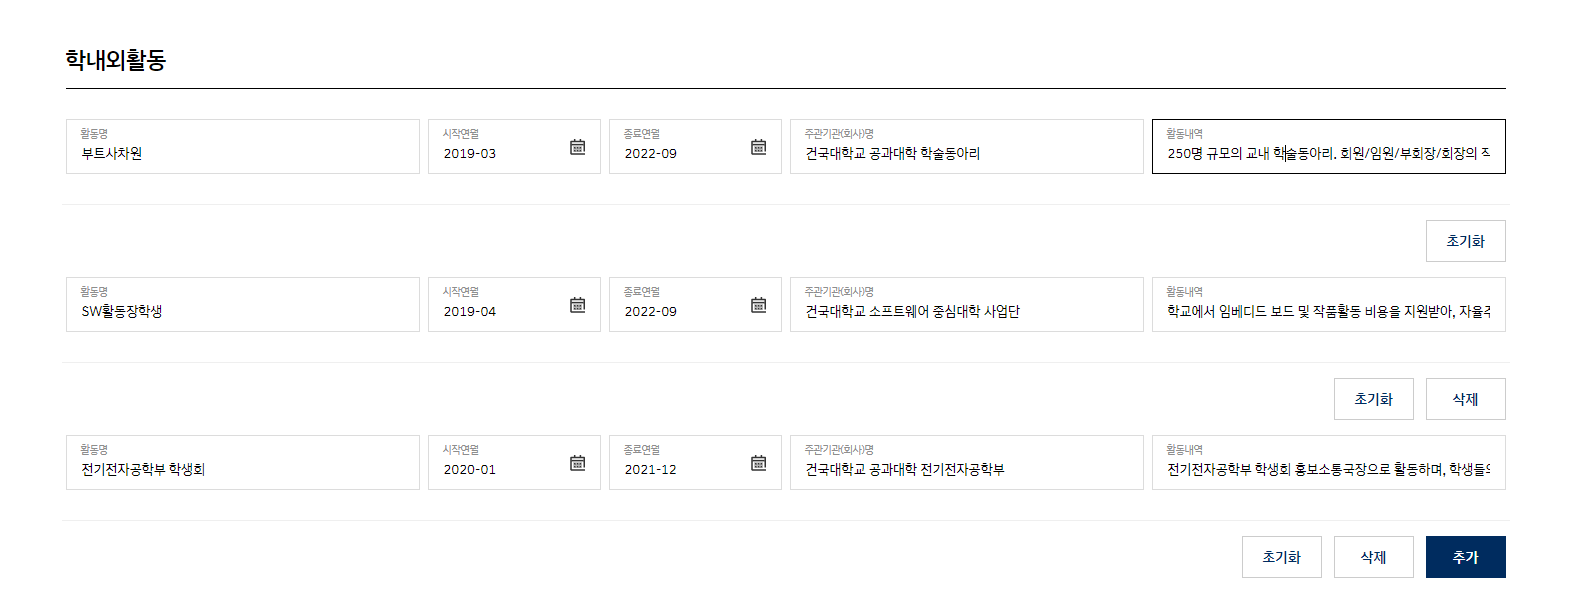 학내외활동
활동명 시작연월 종료연월 주관기관(회사)명 활동내역
부트사차원 2019-03 2022-09 건국대학교 공과대학 학술동아리 250명 규모의 교내 학술동아리. 회원/임원/부회장/회장의 직
초기화
활동명 시작연월 종료연월 주관기관(회사)명 활동내역
SW활동장학생 2019-04 2022-09 건국대학교 소프트웨어 중심대학 사업단 학교에서 임베디드 보드 및 작품활동 비용을 지원받아, 자율주
초기화 삭제
활동명 시작연월 종료연월 주관기관(회사)명 활동내역
전기전자공학부 학생회 2020-01 2021-12 건국대학교 공과대학 전기전자공학부 전기전자공학부 학생회 홍보소통국장으로 활동하며, 학생들의
초기화 삭제 추가